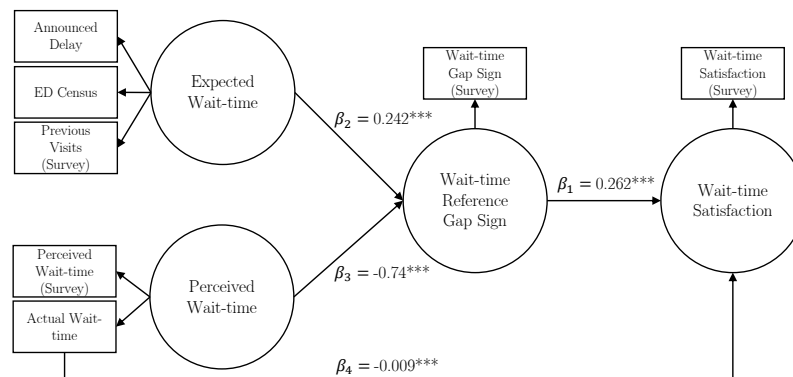 Announced
Delay
ED Census
Previous
Visits
(Survey)
Expected
Wait-time
β₂ = 0.242***
Wait-time
Gap Sign
(Survey)
Wait-time
Satisfaction
(Survey)
Wait-time
Reference
Gap Sign
β₁ = 0.262***
Wait-time
Satisfaction
Perceived
Wait-time
(Survey)
Actual Wait-
time
Perceived
Wait-time
β₃ = -0.74***
β₄ = -0.009***